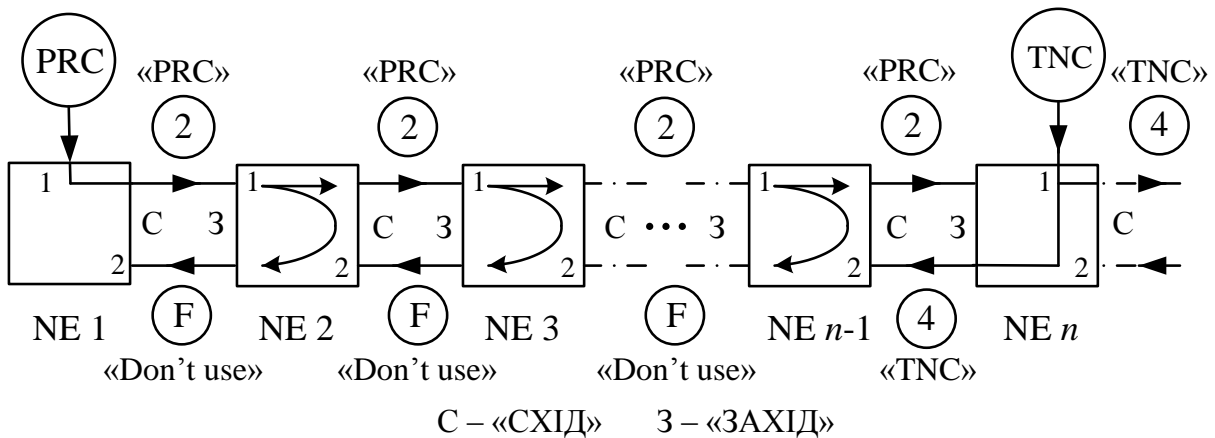 PRC TNC
«PRC» «PRC» «PRC» «PRC» «TNC»
2 2 2 2 4
1 1 1 1 1
С З С З С ••• З С З С
2 2 2 2 2
F F F 4
NE 1 NE 2 NE 3 NE n-1 NE n
«Don’t use» «Don’t use» «Don’t use» «TNC»
С – «СХІД» З – «ЗАХІД»